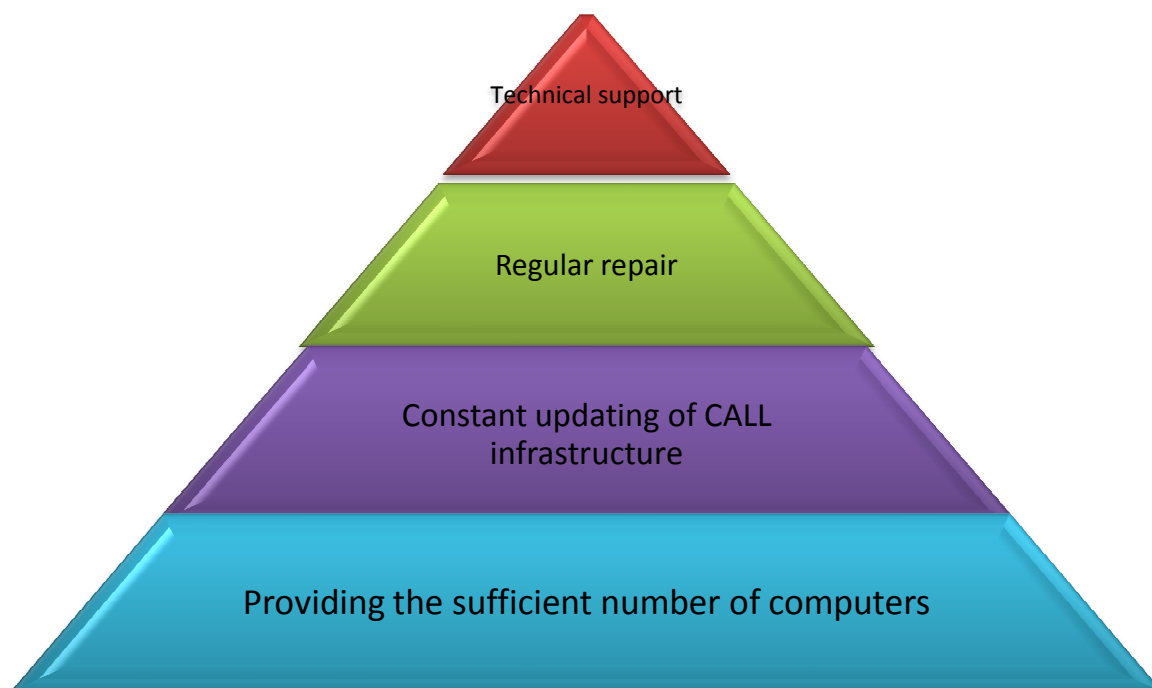 Technical support
Regular repair
Constant updating of CALL
infrastructure
Providing the sufficient number of computers